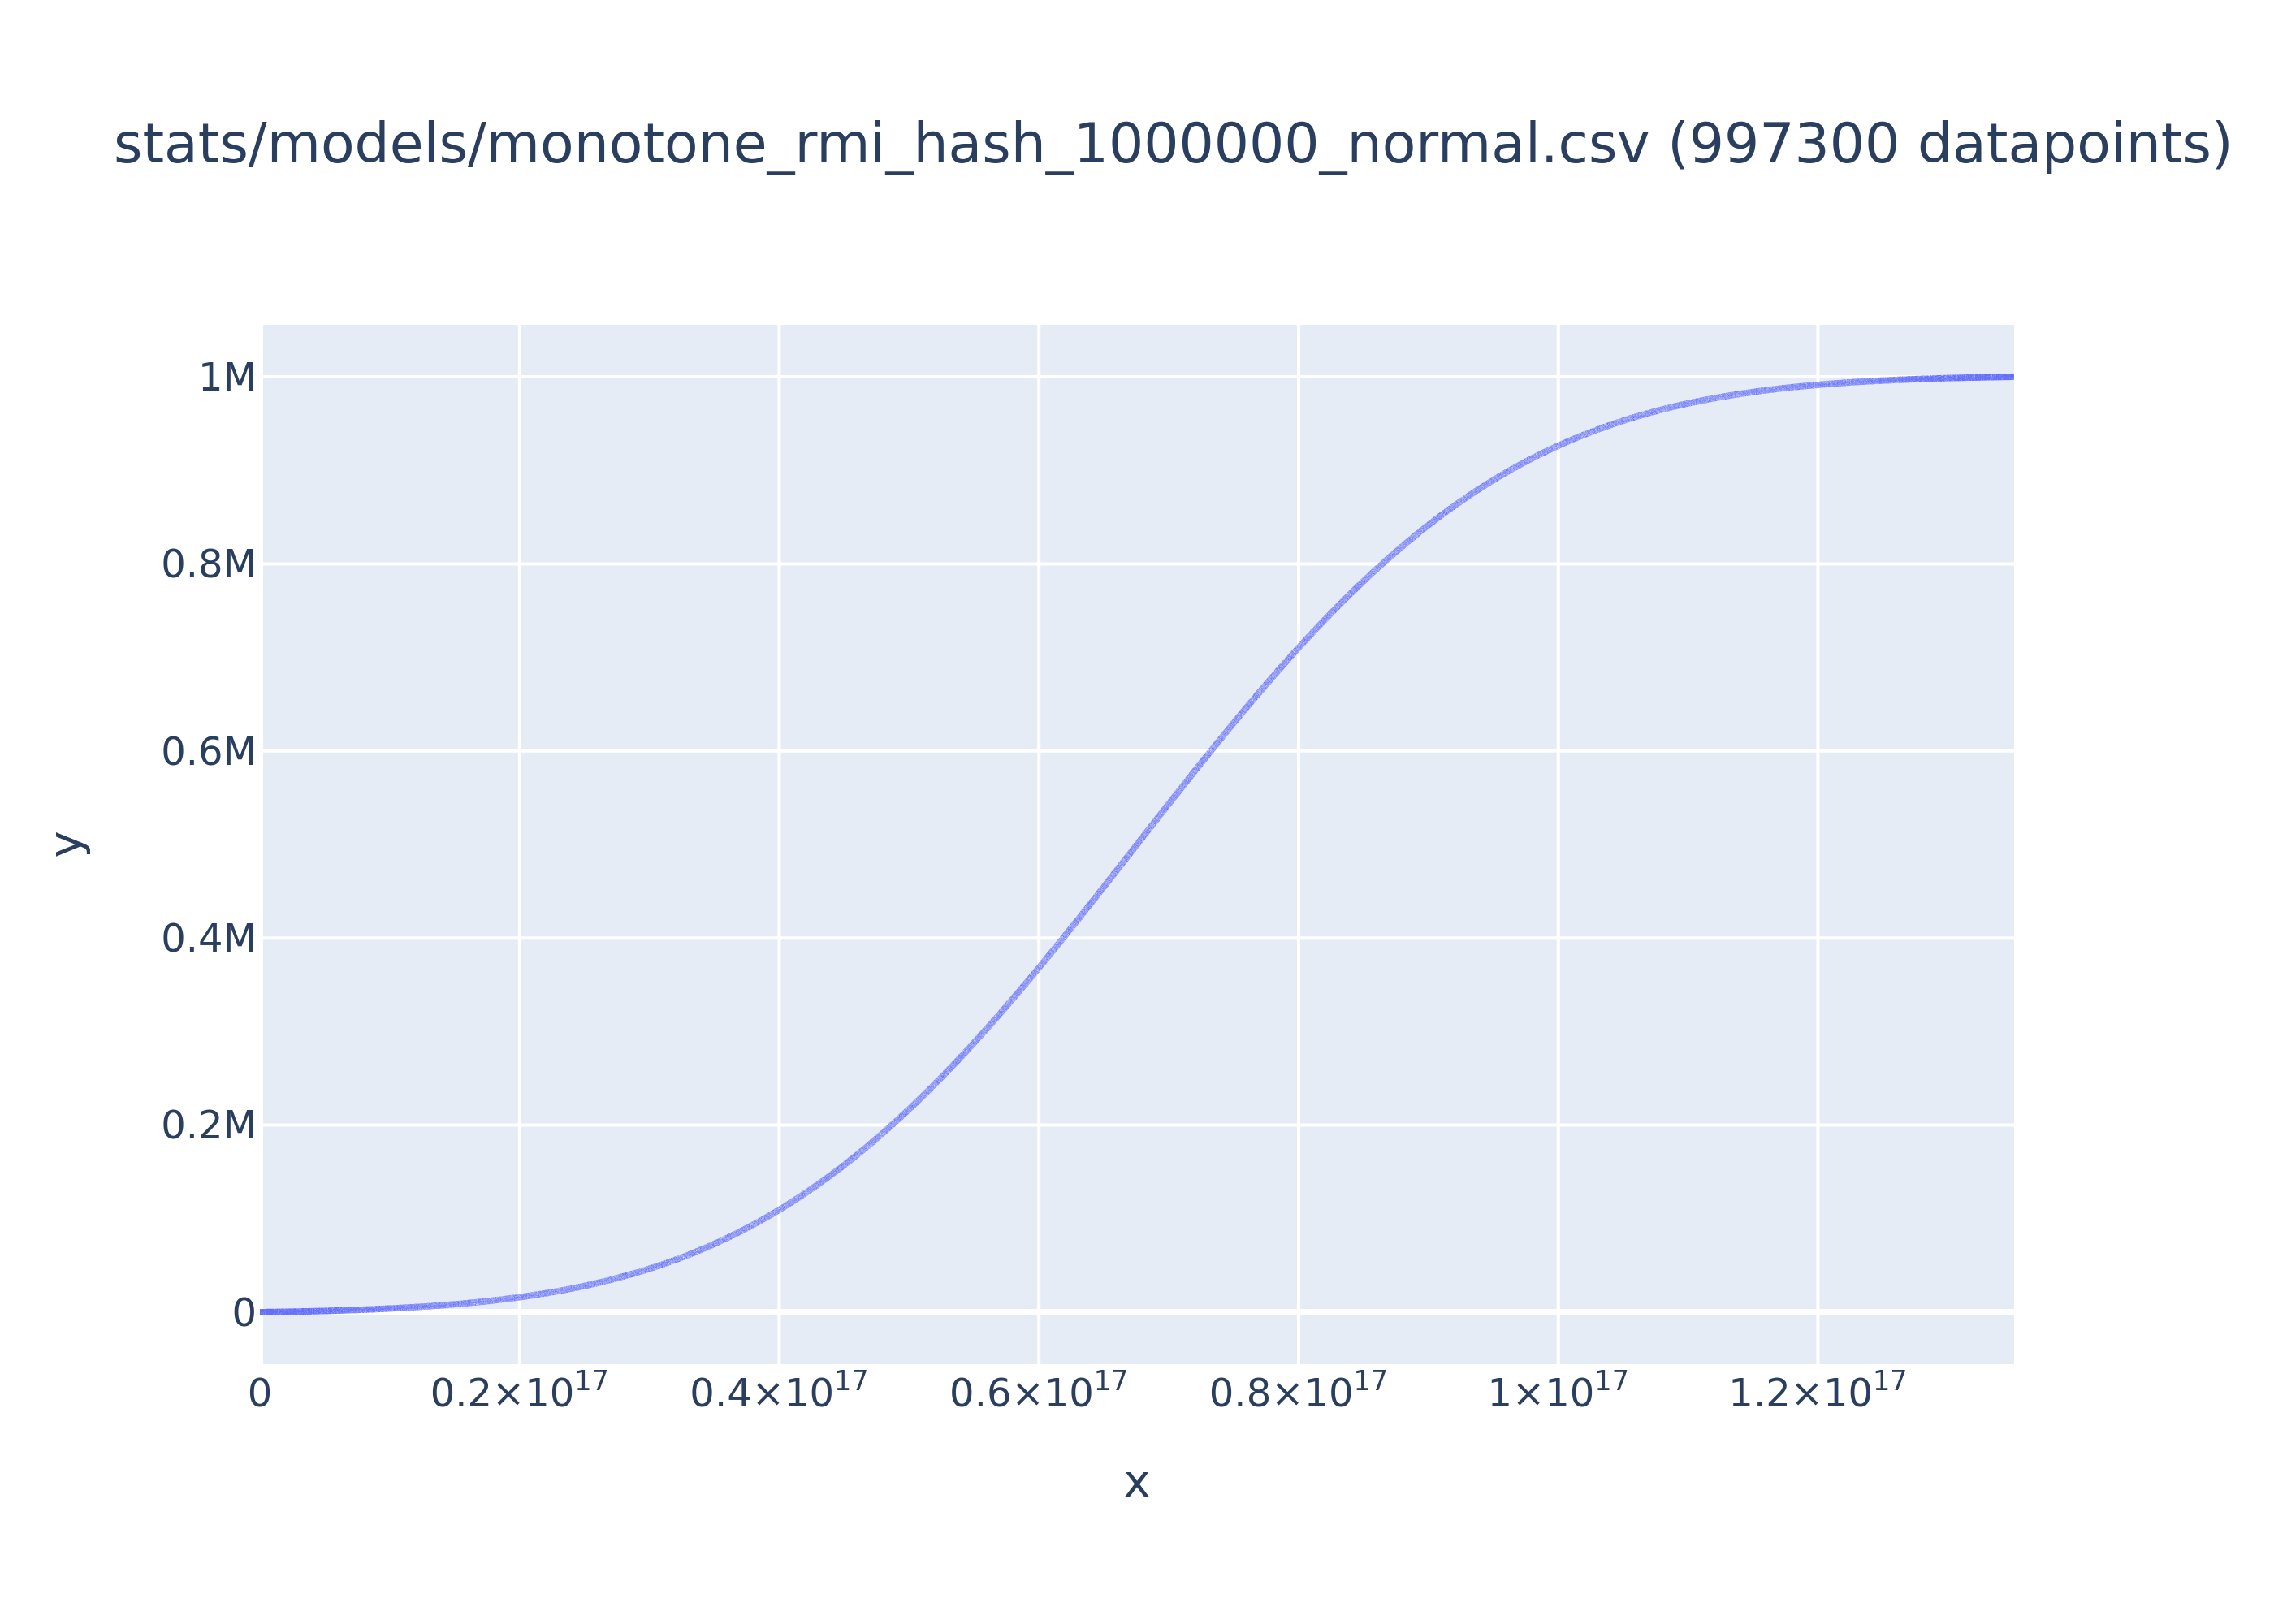 stats/models/monotone_rmi_hash_1000000_normal.csv (997300 datapoints)
1M
0.8M
0.6M
0.4M
0.2M
0
y
0 0.2×10¹⁷ 0.4×10¹⁷ 0.6×10¹⁷ 0.8×10¹⁷ 1×10¹⁷ 1.2×10¹⁷
x